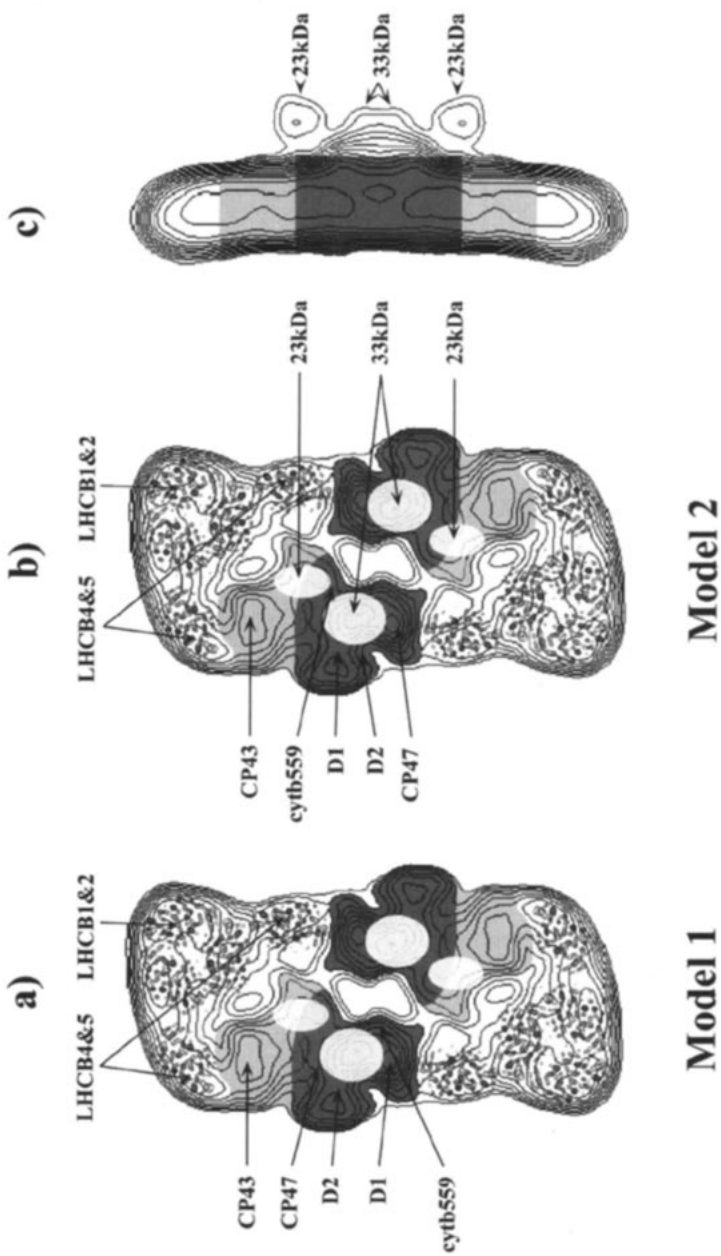 a)
LHCB4&5
LHCB1&2
CP43
CP47
D2
D1
cytb559
Model 1
b)
LHCB4&5
LHCB1&2
CP43
cytb559
D1
D2
CP47
23kDa
33kDa
23kDa
Model 2
c)
23kDa
33kDa
23kDa